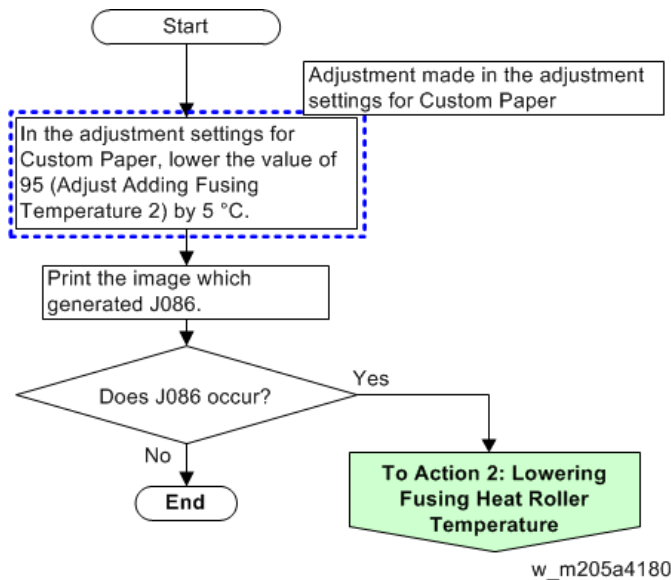 Start
Adjustment made in the adjustment
settings for Custom Paper
In the adjustment settings for
Custom Paper, lower the value of
95 (Adjust Adding Fusing
Temperature 2) by 5 °C.
Print the image which
generated J086.
Does J086 occur?
Yes
No
End
To Action 2: Lowering
Fusing Heat Roller
Temperature
w_m205a4180